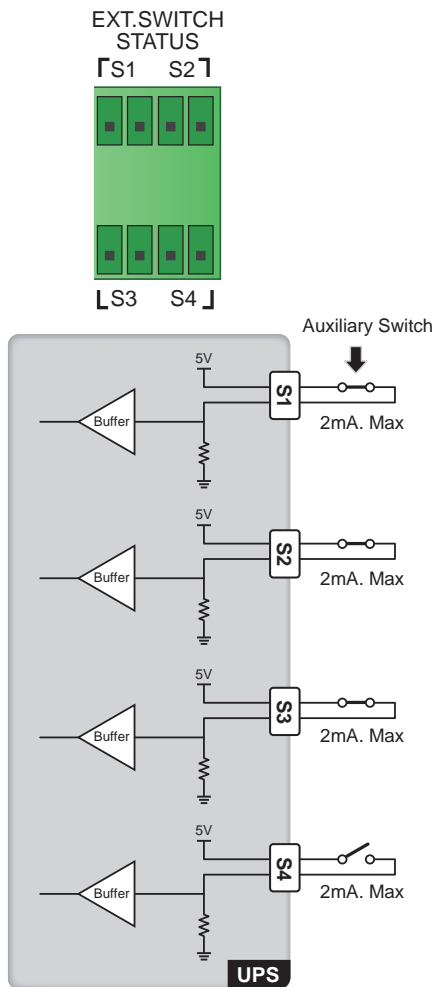 EXT.SWITCH
STATUS
S1 S2
S3 S4
Auxiliary Switch
5V
S1
Buffer
2mA. Max
5V
S2
Buffer
2mA. Max
5V
S3
Buffer
2mA. Max
5V
S4
Buffer
2mA. Max
UPS